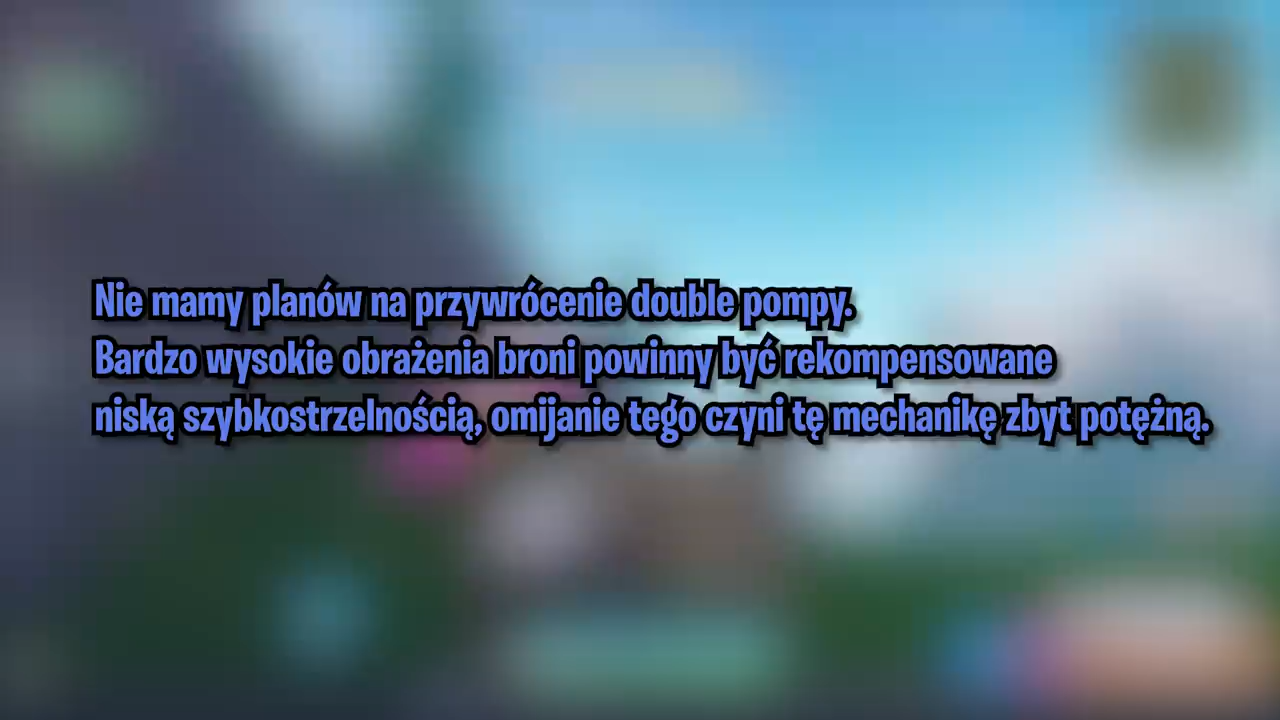 Nie mamy planów na przywrócenie double pompy.
Bardzo wysokie obrażenia broni powinny być rekompensowane
niską szybkostrzelnością, omijanie tego czyni tę mechanikę zbyt potężną.